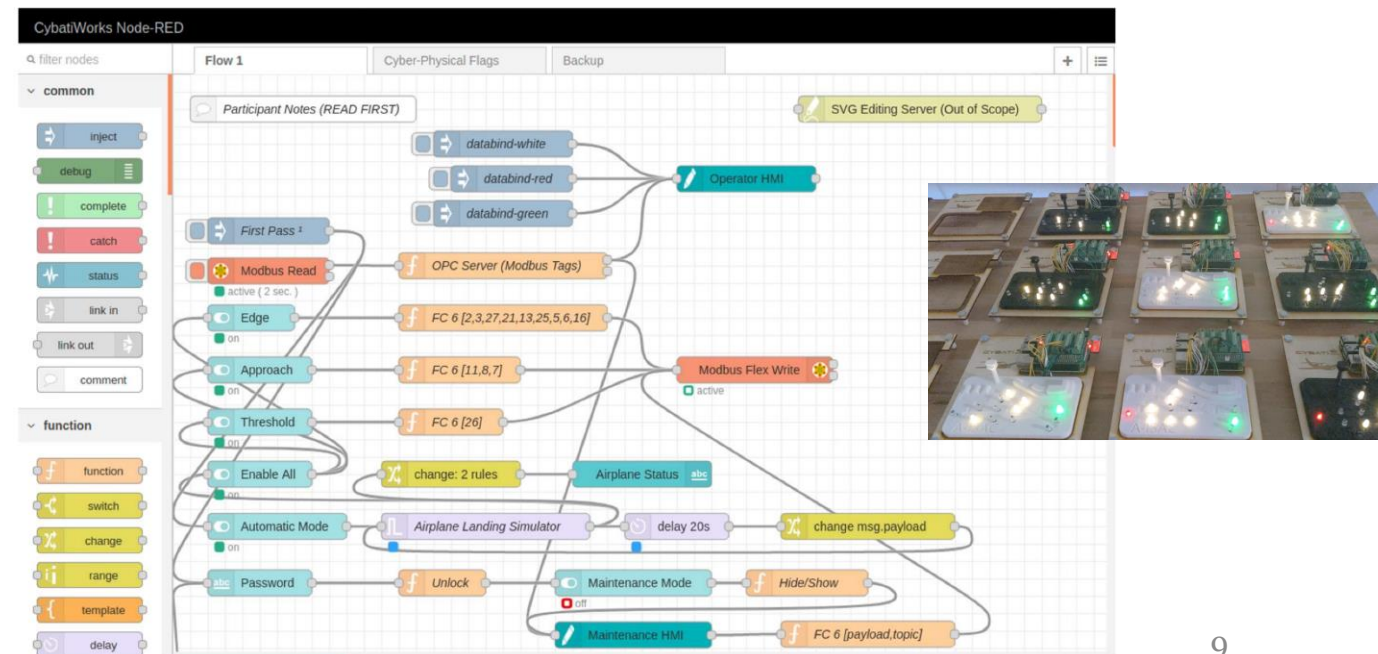 CybatiWorks Node-RED
filter nodes
Flow 1
Cyber-Physical Flags
Backup
+
common
inject
debug
complete
catch
status
link in
link out
comment
function
function
switch
change
range
template
delay
Participant Notes (READ FIRST)
SVG Editing Server (Out of Scope)
databind-white
databind-red
Operator HMI
databind-green
First Pass ¹
Modbus Read
active ( 2 sec. )
OPC Server (Modbus Tags)
Edge
on
FC 6 [2,3,27,21,13,25,5,6,16]
Approach
on
FC 6 [11,8,7]
Modbus Flex Write
active
Threshold
on
FC 6 [26]
Enable All
on
change: 2 rules
Airplane Status
abc
Automatic Mode
on
Airplane Landing Simulator
delay 20s
change msg.payload
abc
Password
Unlock
Maintenance Mode
off
Hide/Show
Maintenance HMI
FC 6 [payload,topic]
9